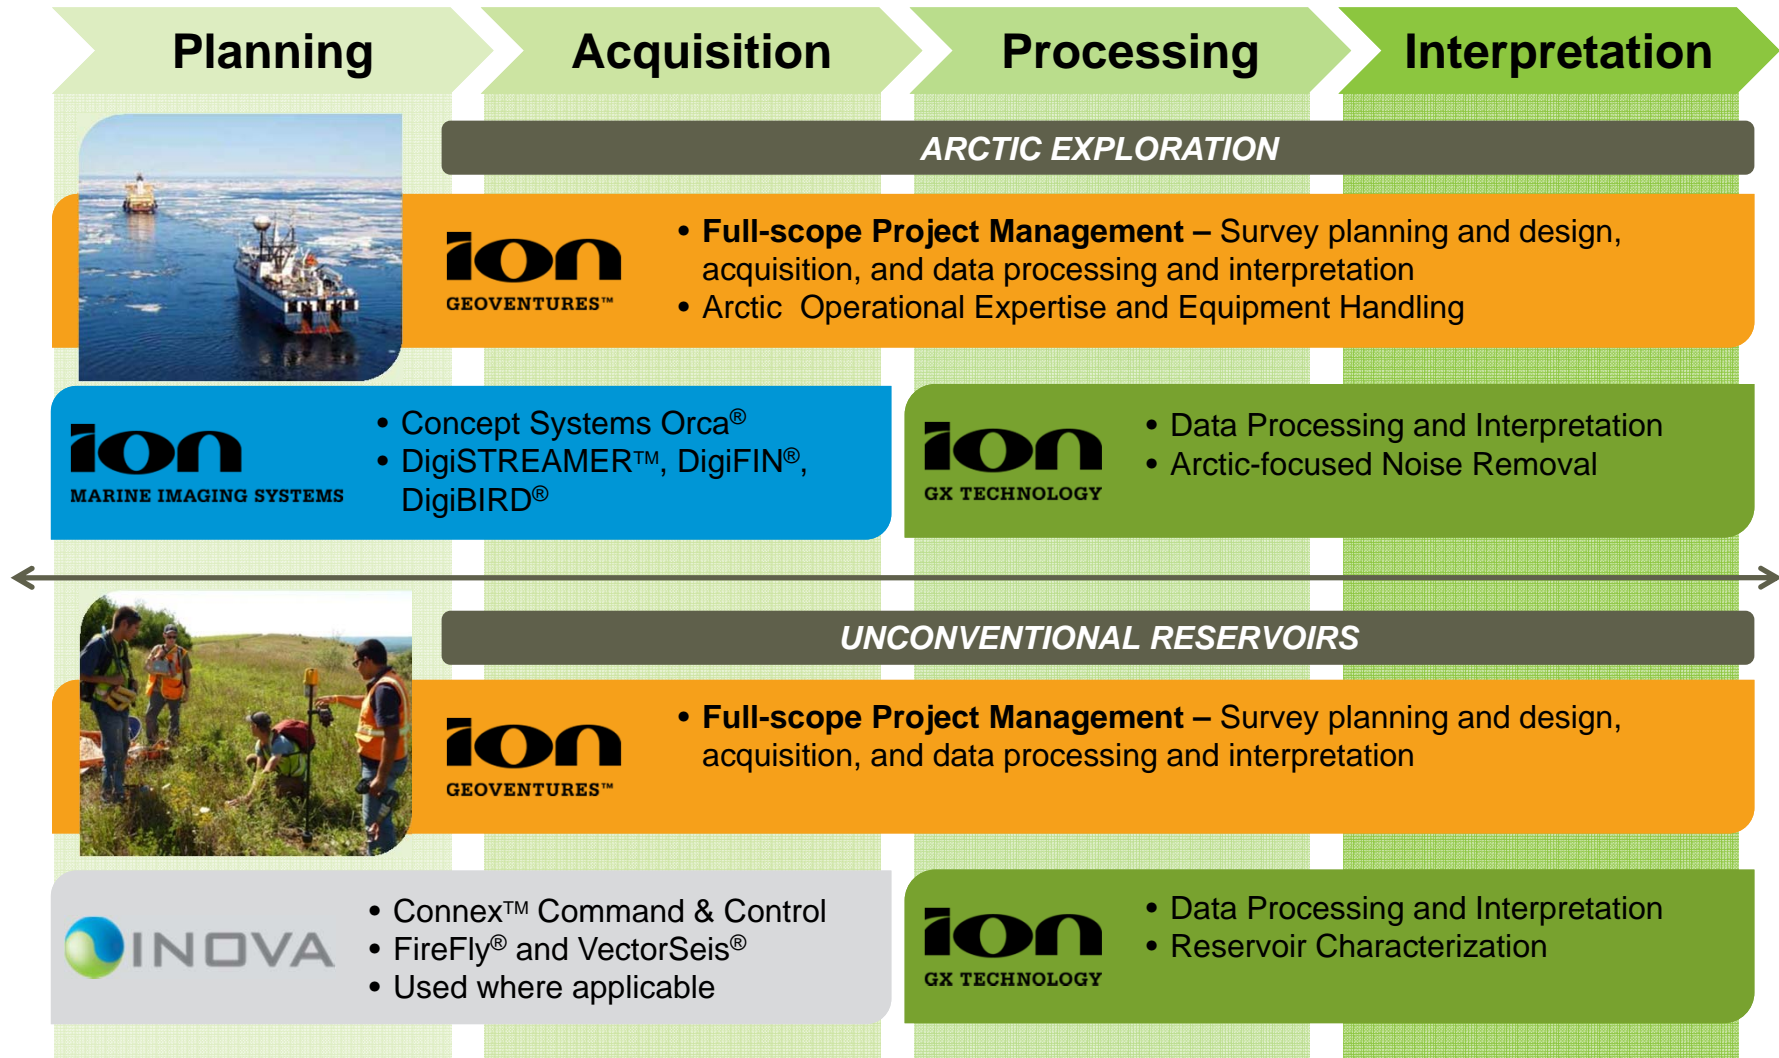 Planning
Acquisition
Processing
Interpretation
ARCTIC EXPLORATION
ion
GEOVENTURES™
• Full-scope Project Management – Survey planning and design,
acquisition, and data processing and interpretation
• Arctic  Operational Expertise and Equipment Handling
ion
MARINE IMAGING SYSTEMS
• Concept Systems Orca®
• DigiSTREAMER™, DigiFIN®,
DigiBIRD®
ion
GX TECHNOLOGY
• Data Processing and Interpretation
• Arctic-focused Noise Removal
UNCONVENTIONAL RESERVOIRS
ion
GEOVENTURES™
• Full-scope Project Management – Survey planning and design,
acquisition, and data processing and interpretation
INOVA
• Connex™ Command & Control
• FireFly® and VectorSeis®
• Used where applicable
ion
GX TECHNOLOGY
• Data Processing and Interpretation
• Reservoir Characterization